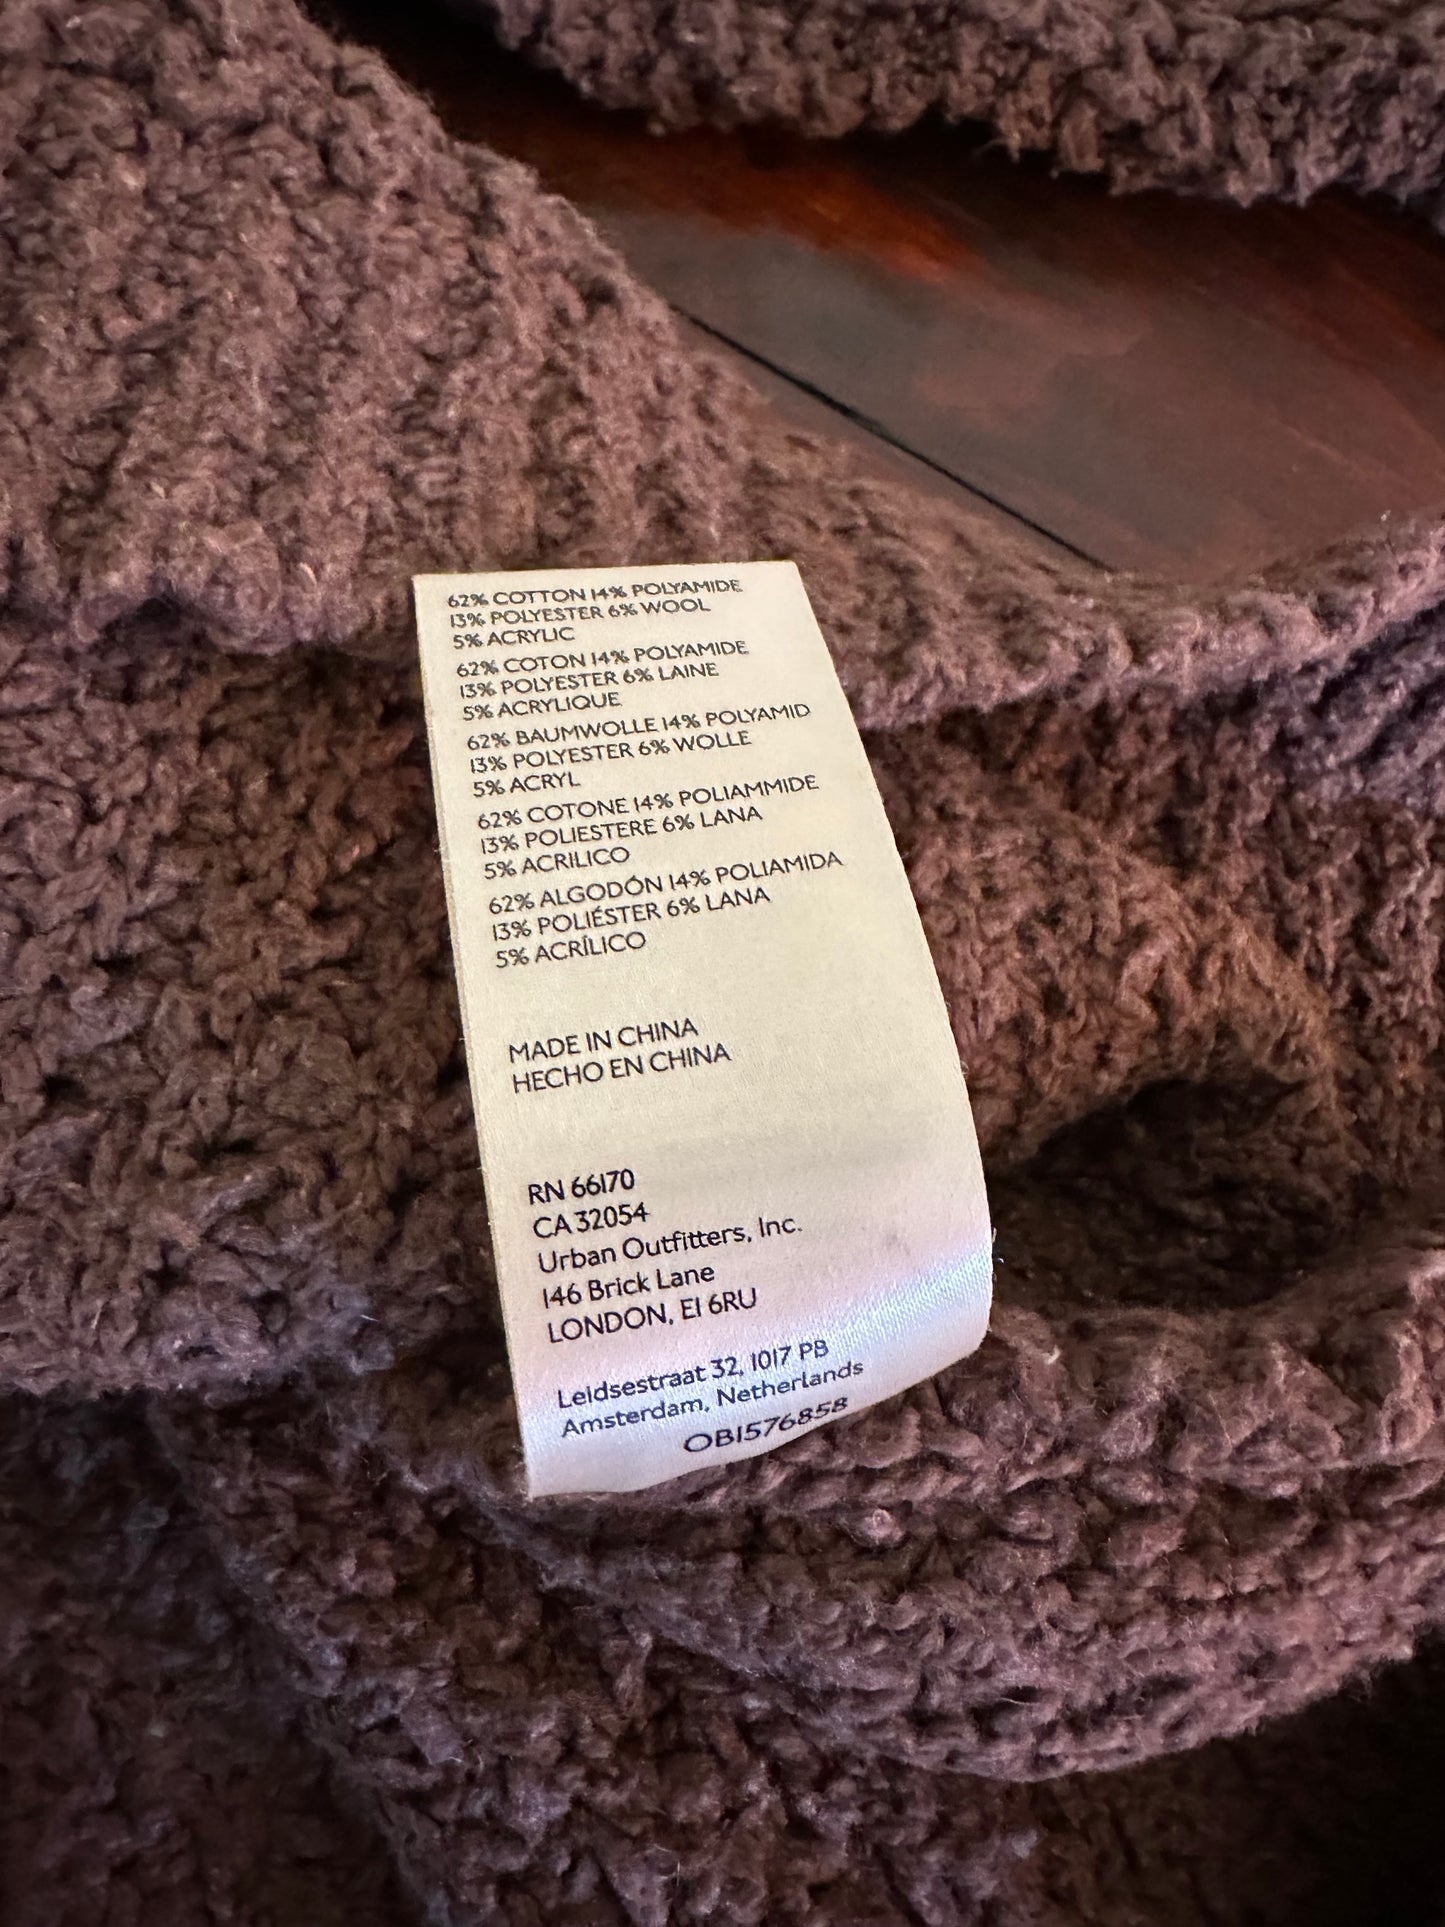 62% COTTON 14% POLYAMIDE
13% POLYESTER 6% WOOL
5% ACRYLIC
62% COTON 14% POLYAMIDE
13% POLYESTER 6% LAINE
5% ACRYLIQUE
62% BAUMWOLLE 14% POLYAMID
13% POLYESTER 6% WOLLE
5% ACRYL
62% COTONE 14% POLIAMMIDE
13% POLIESTERE 6% LANA
5% ACRILICO
62% ALGODÓN 14% POLIAMIDA
13% POLIÉSTER 6% LANA
5% ACRÍLICO
MADE IN CHINA
HECHO EN CHINA
RN 66170
CA 32054
Urban Outfitters, Inc.
146 Brick Lane
LONDON, E1 6RU
Leidsestraat 32, 1017 PB
Amsterdam, Netherlands
OB1576858